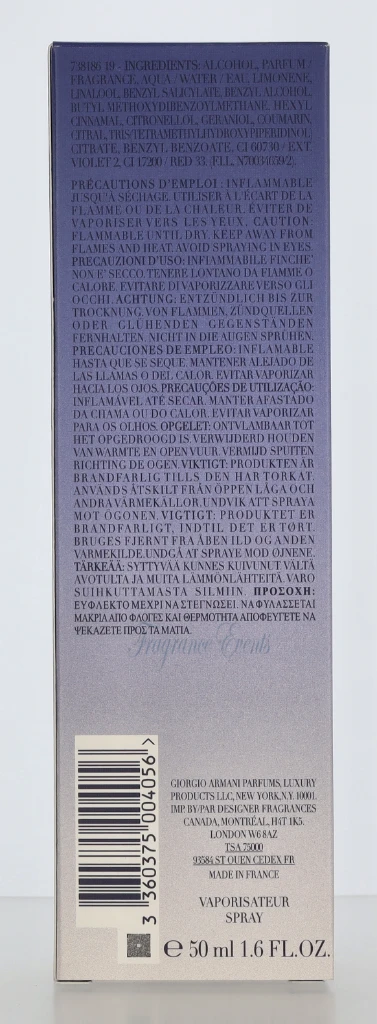 738186 19 - INGREDIENTS: ALCOHOL, PARFUM /
FRAGRANCE, AQUA / WATER / EAU, LIMONENE,
LINALOOL, BENZYL SALICYLATE, BENZYL ALCOHOL,
BUTYL METHOXYDIBENZOYLMETHANE, HEXYL
CINNAMAL, CITRONELLOL, GERANIOL, COUMARIN,
CITRAL, TRIS(TETRAMETHYLHYDROXYPIPERIDINOL)
CITRATE, BENZYL BENZOATE, CI 60730 / EXT.
VIOLET 2, CI 17200 / RED 33. (F.I.L.
PRÉCAUTIONS D'EMPLOI : INFLAMMABLE
JUSQU'À SÉCHAGE. UTILISER À L'ÉCART DE LA
FLAMME OU DE LA CHALEUR. ÉVITER DE
VAPORISER VERS LES YEUX. CAUTION:
FLAMMABLE UNTIL DRY. KEEP AWAY FROM
FLAMES AND HEAT. AVOID SPRAYING IN EYES.
PRECAUZIONI D'USO: INFIAMMABILE FINCHE'
NON E' SECCO. TENERE LONTANO DA FIAMME O
CALORE. EVITARE DI VAPORIZZARE VERSO GLI
OCCHI. ACHTUNG: ENTZÜNDLICH BIS ZUR
TROCKNUNG. VON FLAMMEN, ZÜNDQUELLEN
ODER GLÜHENDEN GEGENSTÄNDEN
FERNHALTEN. NICHT IN DIE AUGEN SPRÜHEN.
PRECAUCIONES DE EMPLEO: INFLAMABLE
HASTA QUE SE SEQUE. MANTENER ALEJADO DE
LAS LLAMAS O DEL CALOR. EVITAR VAPORIZAR
HACIA LOS OJOS. PRECAUÇÕES DE UTILIZAÇÃO:
INFLAMÁVEL ATÉ SECAR. MANTER AFASTADO
DA CHAMA OU DO CALOR. EVITAR VAPORIZAR
PARA OS OLHOS. OPGELET: ONTVLAMBAAR TOT
HET OPGEDROOGD IS. VERWIJDERD HOUDEN
VAN WARMTE EN OPEN VUUR. VERMIJD SPUITEN
RICHTING DE OGEN. VIKTIGT: PRODUKTEN ÄR
BRANDFARLIG TILLS DEN HAR TORKAT.
ANVÄNDS ÅTSKILT FRÅN ÖPPEN LÅGA OCH
ANDRA VÄRMEKÄLLOR. UNDVIK ATT SPRAYA
MOT ÖGONEN. VIGTIGT: PRODUKTET ER
BRANDFARLIGT, INDTIL DET ER TØRT.
BRUGES FJERNT FRA ÅBEN ILD OG ANDEN
VARMEKILDE. UNDGÅ AT SPRAYE MOD ØJNENE.
TÄRKEÄÄ: SYTTYVÄÄ KUNNES KUIVUNUT. VÄLTÄ
AVOTULTA JA MUITA LÄMMÖNLÄHTEITÄ. VARO
SUIHKUTTAMASTA SILMIIN. ΠΡΟΣΟΧΗ:
ΕΥΦΛΕΚΤΟ ΜΕΧΡΙ ΝΑ ΣΤΕΓΝΩΣΕΙ. ΝΑ ΦΥΛΑΣΣΕΤΑΙ
ΜΑΚΡΙΑ ΑΠΟ ΦΛΟΓΕΣ ΚΑΙ ΘΕΡΜΟΤΗΤΑ ΑΠΟΦΕΥΓΕΤΕ ΝΑ
ΨΕΚΑΖΕΤΕ ΠΡΟΣ ΤΑ ΜΑΤΙΑ.
Fragrance Events
GIORGIO ARMANI PARFUMS, LUXURY
PRODUCTS LLC, NEW YORK, N.Y. 10001.
IMP. BY/PAR DESIGNER FRAGRANCES
CANADA, MONTRÉAL, H4T 1K5.
LONDON W6 8AZ
TSA 75000
93584 ST OUEN CEDEX FR
MADE IN FRANCE
VAPORISATEUR
SPRAY
3 360375 004056 >
℮ 50 ml 1.6 FL.OZ.